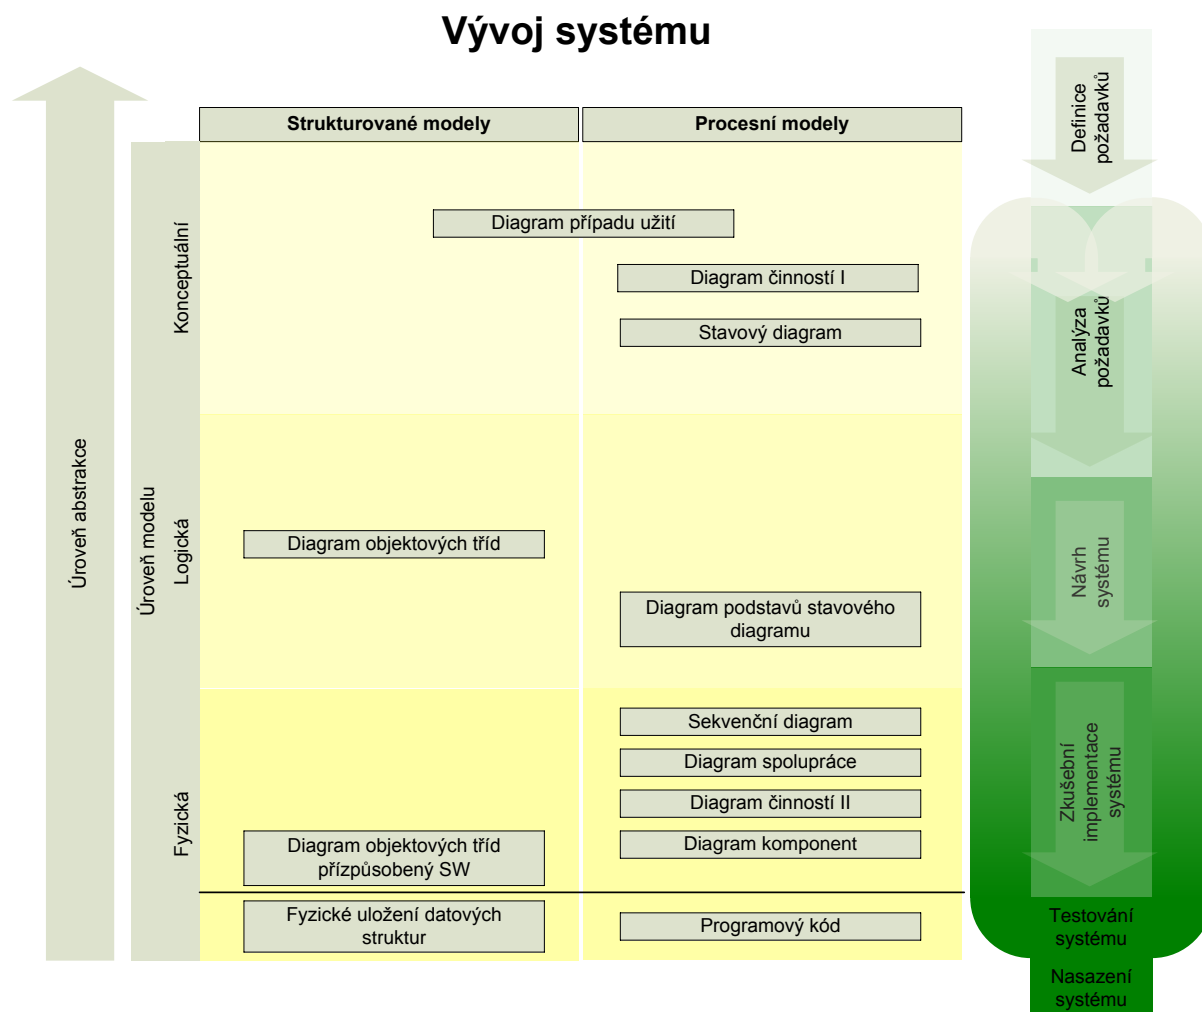 Vývoj systému
Strukturované modely
Procesní modely
Úroveň abstrakce
Úroveň modelu
Konceptuální
Logická
Fyzická
Diagram případu užití
Diagram činností I
Stavový diagram
Diagram objektových tříd
Diagram podstavů stavového
diagramu
Sekvenční diagram
Diagram spolupráce
Diagram činností II
Diagram komponent
Diagram objektových tříd
přízpůsobený SW
Fyzické uložení datových
struktur
Programový kód
Definice
požadavků
Analýza
požadavků
Návrh
systému
Zkušební
implementace
systému
Testování
systému
Nasazení
systému